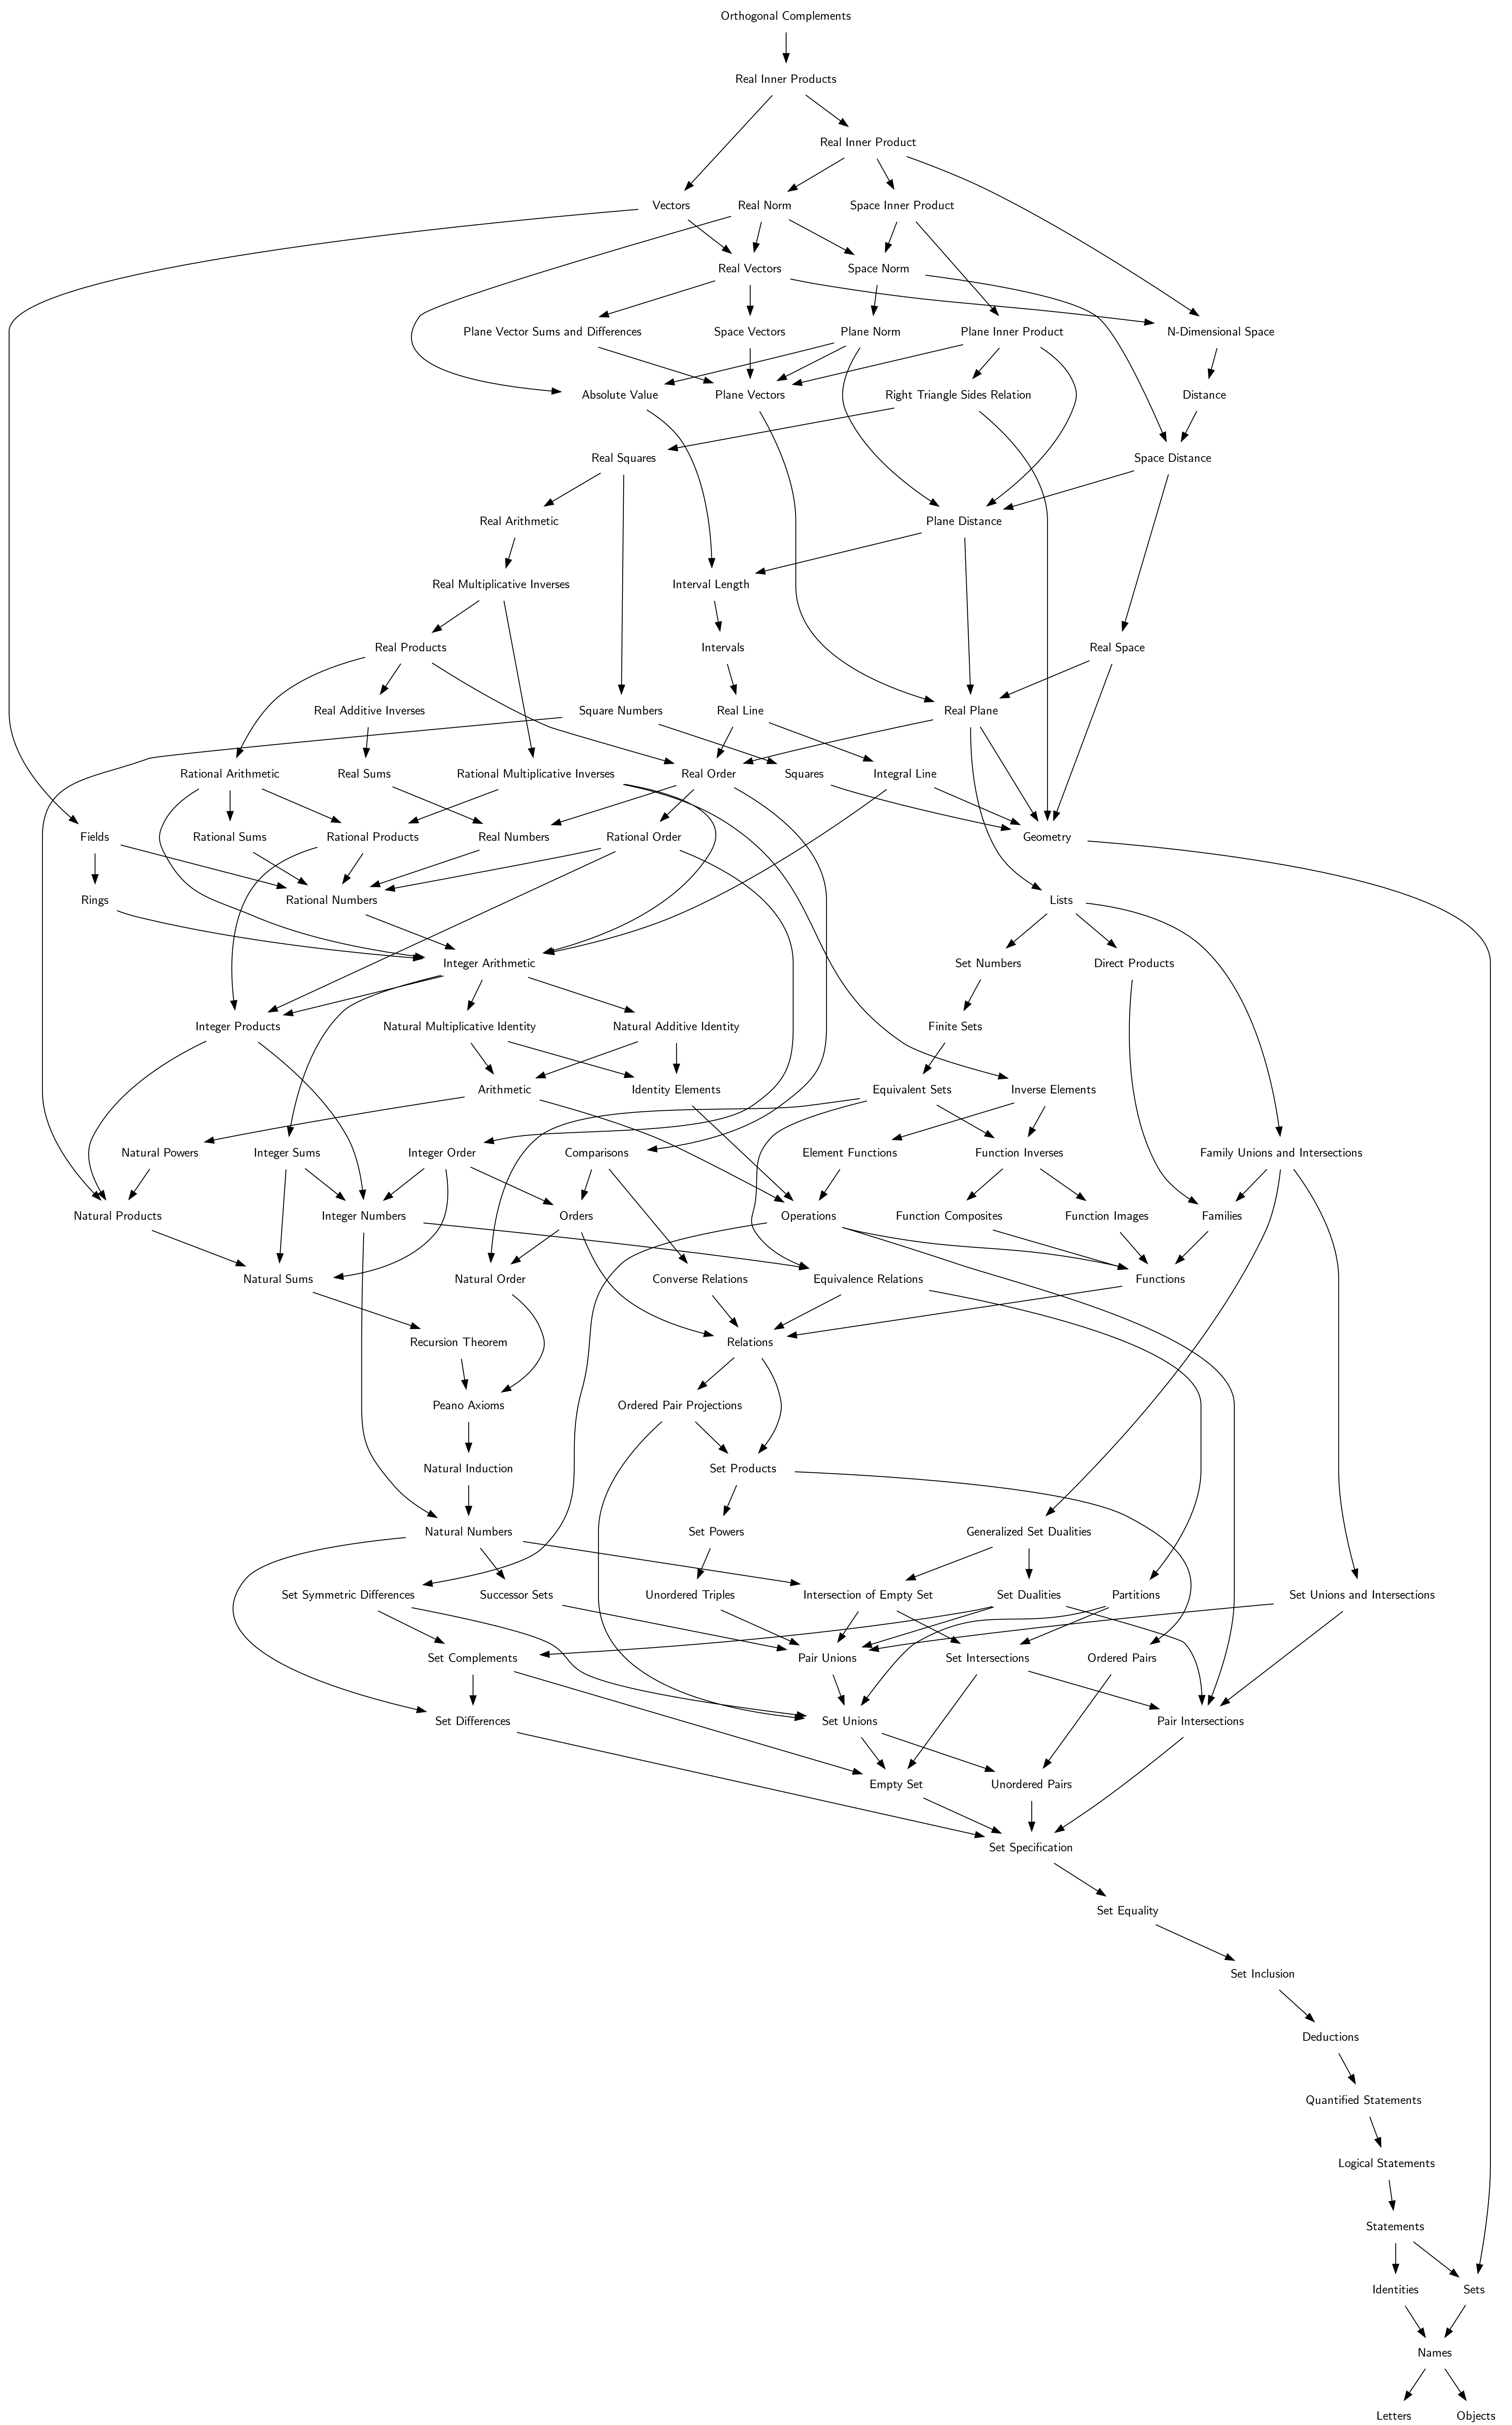 Orthogonal Complements
Real Inner Products
Real Inner Product
Vectors
Real Norm
Space Inner Product
Real Vectors
Space Norm
Plane Vector Sums and Differences
Space Vectors
Plane Norm
Plane Inner Product
N-Dimensional Space
Absolute Value
Plane Vectors
Right Triangle Sides Relation
Distance
Real Squares
Space Distance
Real Arithmetic
Plane Distance
Real Multiplicative Inverses
Interval Length
Real Products
Intervals
Real Space
Real Additive Inverses
Square Numbers
Real Line
Real Plane
Rational Arithmetic
Real Sums
Rational Multiplicative Inverses
Real Order
Squares
Integral Line
Fields
Rational Sums
Rational Products
Real Numbers
Rational Order
Geometry
Rings
Rational Numbers
Lists
Integer Arithmetic
Set Numbers
Direct Products
Integer Products
Natural Multiplicative Identity
Natural Additive Identity
Finite Sets
Arithmetic
Identity Elements
Equivalent Sets
Inverse Elements
Natural Powers
Integer Sums
Integer Order
Comparisons
Element Functions
Function Inverses
Family Unions and Intersections
Natural Products
Integer Numbers
Orders
Operations
Function Composites
Function Images
Families
Natural Sums
Natural Order
Converse Relations
Equivalence Relations
Functions
Recursion Theorem
Relations
Peano Axioms
Ordered Pair Projections
Natural Induction
Set Products
Natural Numbers
Set Powers
Generalized Set Dualities
Set Symmetric Differences
Successor Sets
Unordered Triples
Intersection of Empty Set
Set Dualities
Partitions
Set Unions and Intersections
Set Complements
Pair Unions
Set Intersections
Ordered Pairs
Set Differences
Set Unions
Pair Intersections
Empty Set
Unordered Pairs
Set Specification
Set Equality
Set Inclusion
Deductions
Quantified Statements
Logical Statements
Statements
Identities
Sets
Names
Letters
Objects